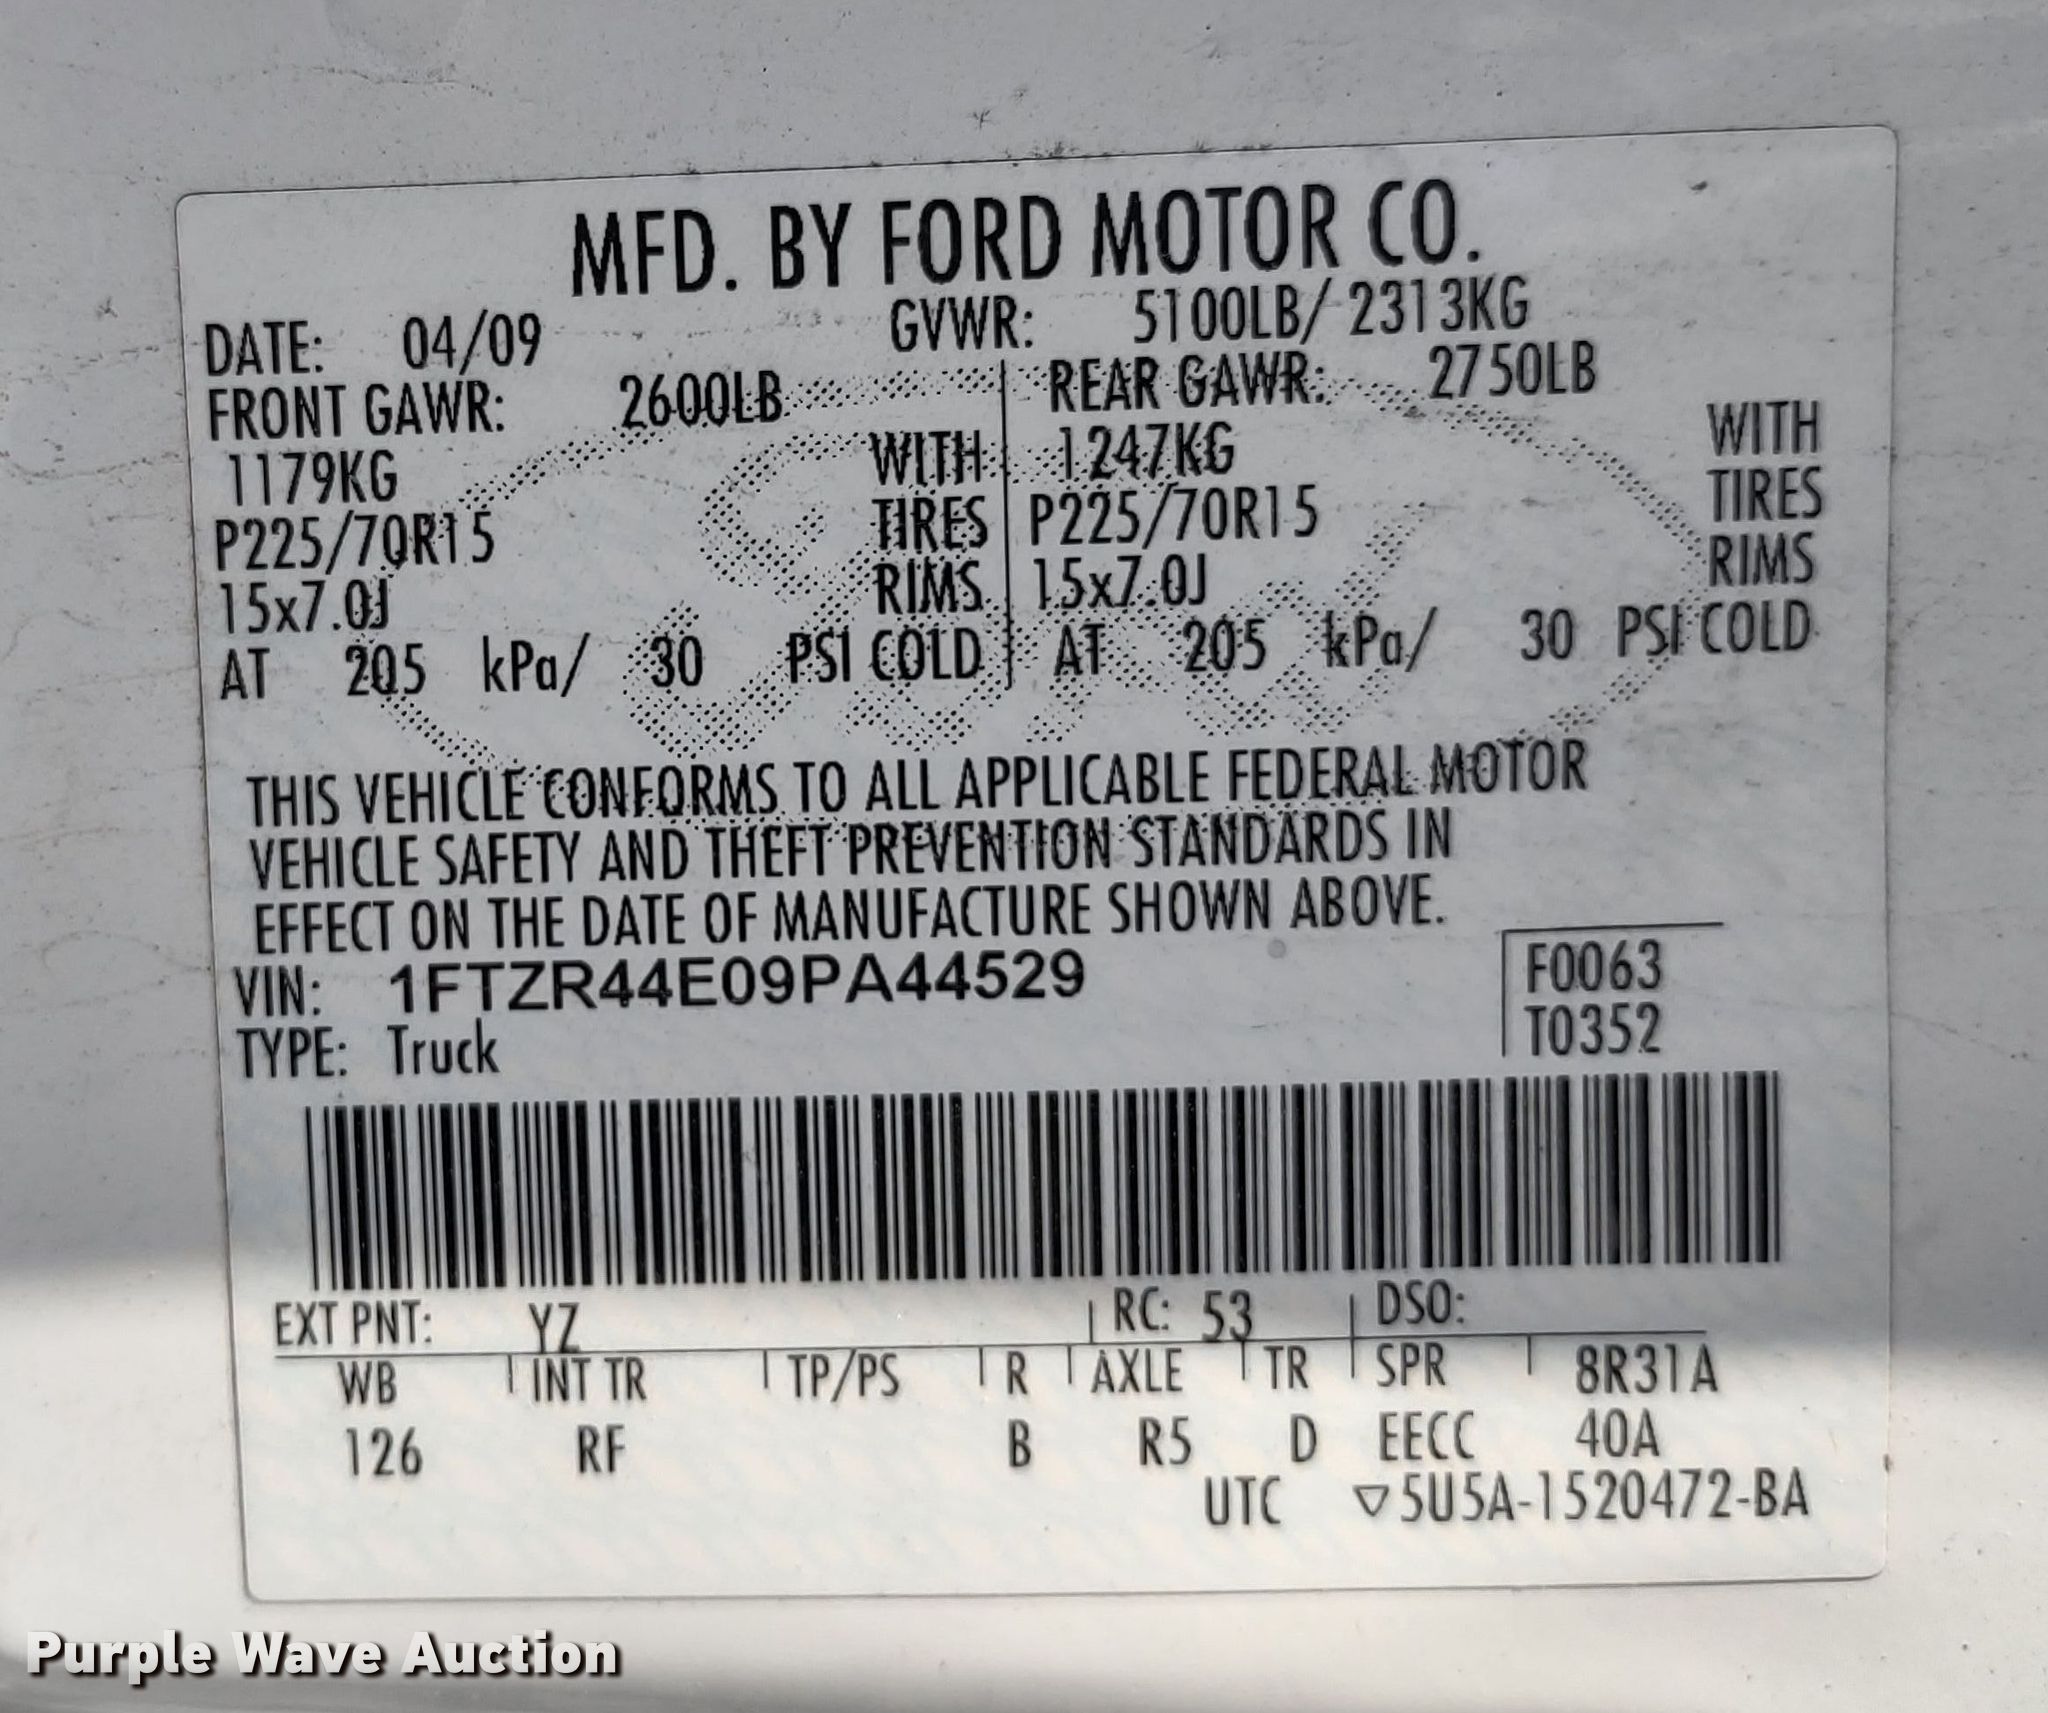 MFD. BY FORD MOTOR CO.
DATE: 04/09 GVWR: 5100LB/ 2313KG
FRONT GAWR: 2600LB REAR GAWR: 2750LB
1179KG WITH 1247KG WITH
P225/70R15 TIRES P225/70R15 TIRES
15x7.0J RIMS 15x7.0J RIMS
AT 205 kPa/ 30 PSI COLD AT 205 kPa/ 30 PSI COLD
THIS VEHICLE CONFORMS TO ALL APPLICABLE FEDERAL MOTOR
VEHICLE SAFETY AND THEFT PREVENTION STANDARDS IN
EFFECT ON THE DATE OF MANUFACTURE SHOWN ABOVE.
VIN: 1FTZR44E09PA44529 F0063
TYPE: Truck T0352
EXT PNT: YZ RC: 53 DSO:
WB INT TR TP/PS R AXLE TR SPR 8R31A
126 RF B R5 D EECC 40A
UTC ▽5U5A-1520472-BA
Purple Wave Auction